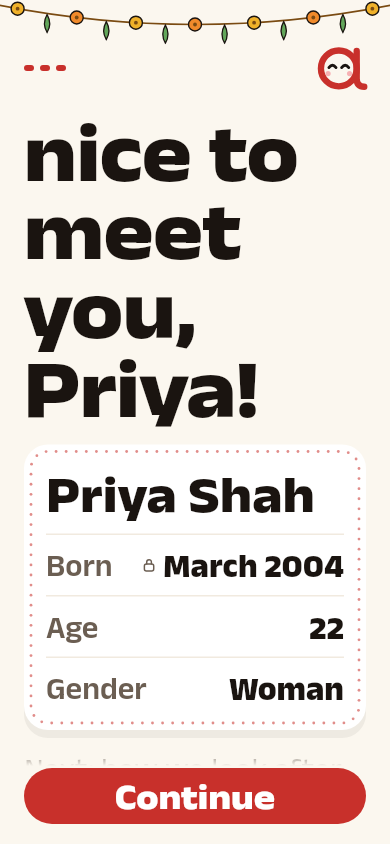 nice to
meet
you,
Priya!
Priya Shah
Born March 2004
Age 22
Gender Woman
Continue